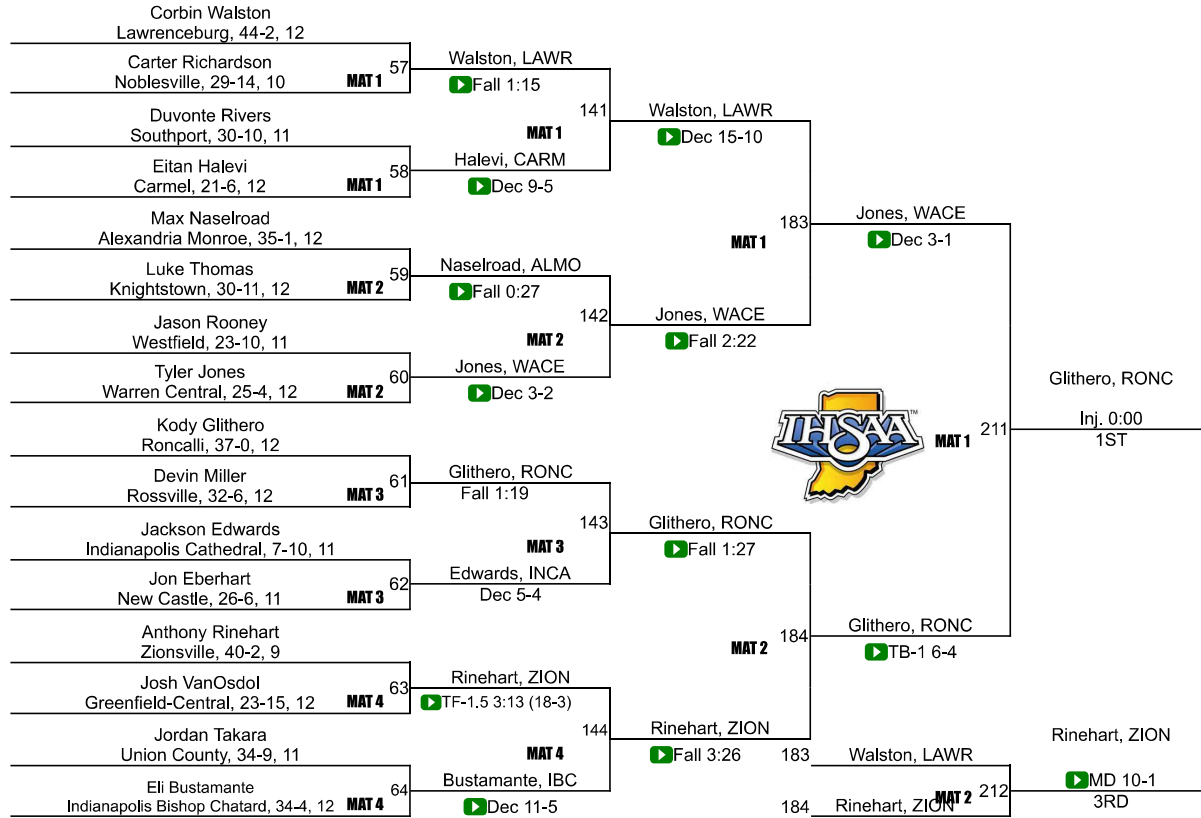 Corbin Walston
Lawrenceburg, 44-2, 12
Carter Richardson
Noblesville, 29-14, 10
MAT 1
57
Walston, LAWR
Fall 1:15
Duvonte Rivers
Southport, 30-10, 11
Eitan Halevi
Carmel, 21-6, 12
MAT 1
58
Halevi, CARM
Dec 9-5
MAT 1
141
Walston, LAWR
Dec 15-10
Max Naselroad
Alexandria Monroe, 35-1, 12
Luke Thomas
Knightstown, 30-11, 12
MAT 2
59
Naselroad, ALMO
Fall 0:27
Jason Rooney
Westfield, 23-10, 11
Tyler Jones
Warren Central, 25-4, 12
MAT 2
60
Jones, WACE
Dec 3-2
MAT 2
142
Jones, WACE
Fall 2:22
MAT 1
183
Jones, WACE
Dec 3-1
Kody Glithero
Roncalli, 37-0, 12
Devin Miller
Rossville, 32-6, 12
MAT 3
61
Glithero, RONC
Fall 1:19
Jackson Edwards
Indianapolis Cathedral, 7-10, 11
Jon Eberhart
New Castle, 26-6, 11
MAT 3
62
Edwards, INCA
Dec 5-4
MAT 3
143
Glithero, RONC
Fall 1:27
Anthony Rinehart
Zionsville, 40-2, 9
Josh VanOsdol
Greenfield-Central, 23-15, 12
MAT 4
63
Rinehart, ZION
TF-1.5 3:13 (18-3)
Jordan Takara
Union County, 34-9, 11
Eli Bustamante
Indianapolis Bishop Chatard, 34-4, 12
MAT 4
64
Bustamante, IBC
Dec 11-5
MAT 4
144
Rinehart, ZION
Fall 3:26
MAT 2
184
Glithero, RONC
TB-1 6-4
IHSAA
TM
MAT 1
211
Glithero, RONC
Inj. 0:00
1ST
183
Walston, LAWR
184
Rinehart, ZION
MAT 2
212
Rinehart, ZION
MD 10-1
3RD